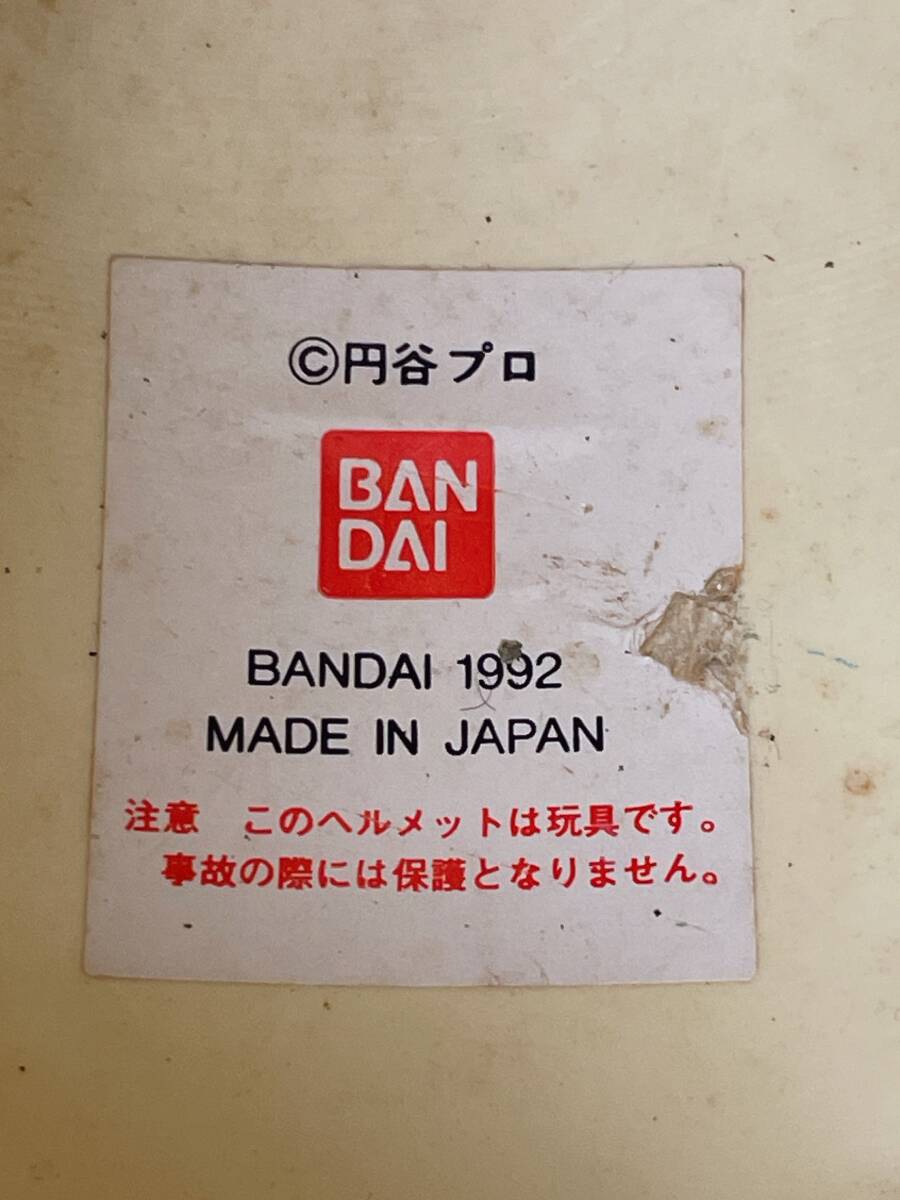 ©円谷プロ
BAN
DAI
BANDAI 1992
MADE IN JAPAN
注意　このヘルメットは玩具です。
事故の際には保護となりません。